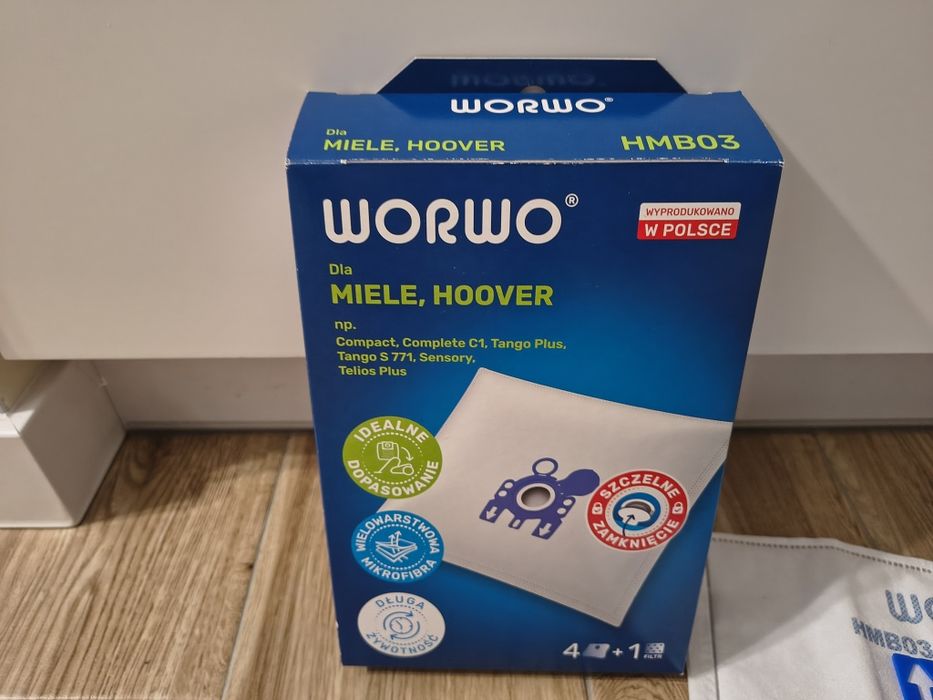 WORWO®
Dla
MIELE, HOOVER
HMB03
WORWO®
WYPRODUKOWANO
W POLSCE
Dla
MIELE, HOOVER
np.
Compact, Complete C1, Tango Plus,
Tango S 771, Sensory,
Telios Plus
IDEALNE
DOPASOWANIE
SZCZELNE
ZAMKNIĘCIE
WIELOWARSTWOWA
MIKROFIBRA
DŁUGA
ŻYWOTNOŚĆ
4 + 1
FILTR
HMB03